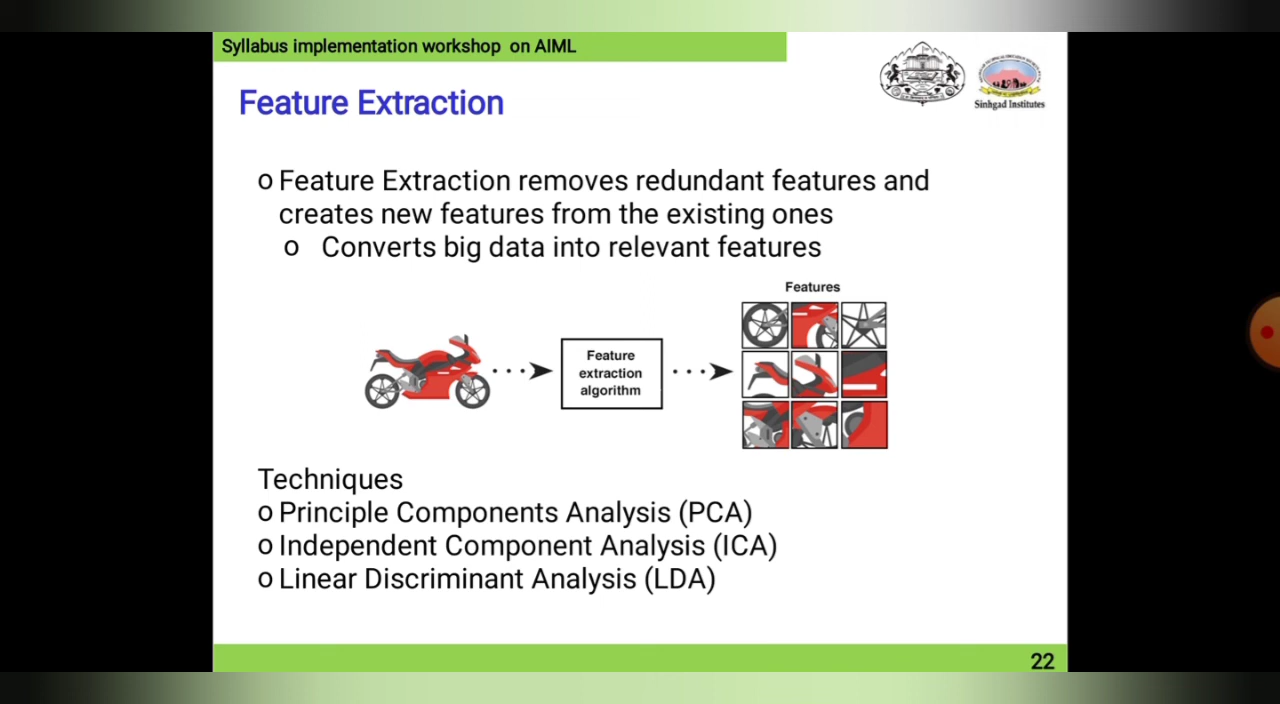 Syllabus implementation workshop on AIML
Sinhgad Institutes
Feature Extraction
o Feature Extraction removes redundant features and
creates new features from the existing ones
o Converts big data into relevant features
Features
Feature
extraction
algorithm
Techniques
o Principle Components Analysis (PCA)
o Independent Component Analysis (ICA)
o Linear Discriminant Analysis (LDA)
22